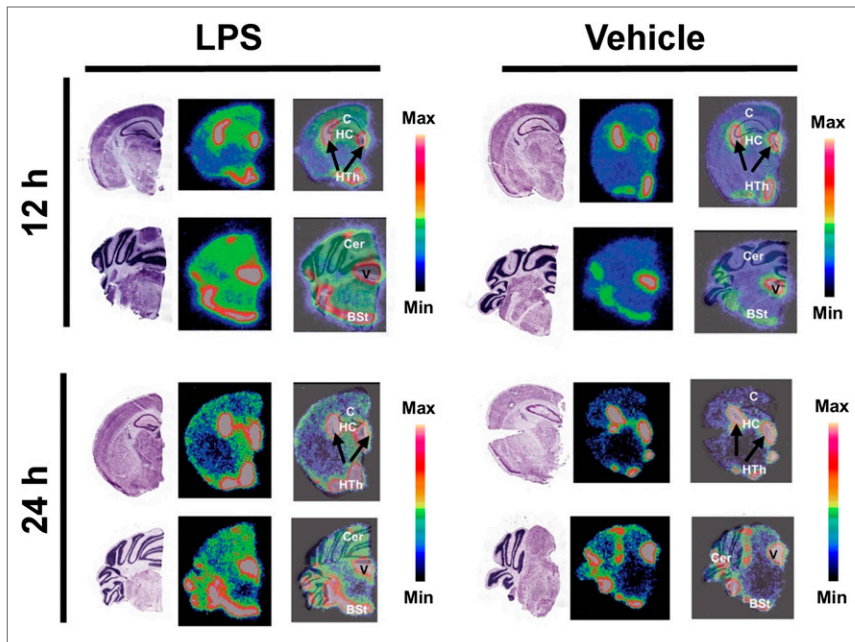 LPS Vehicle
12 h
C
HC
HTh
Max
Min
C
HC
HTh
Max
Min
Cer
V
BSt
Cer
V
BSt
24 h
C
HC
HTh
Max
Min
C
HC
HTh
Max
Min
Cer
V
BSt
Cer
V
BSt